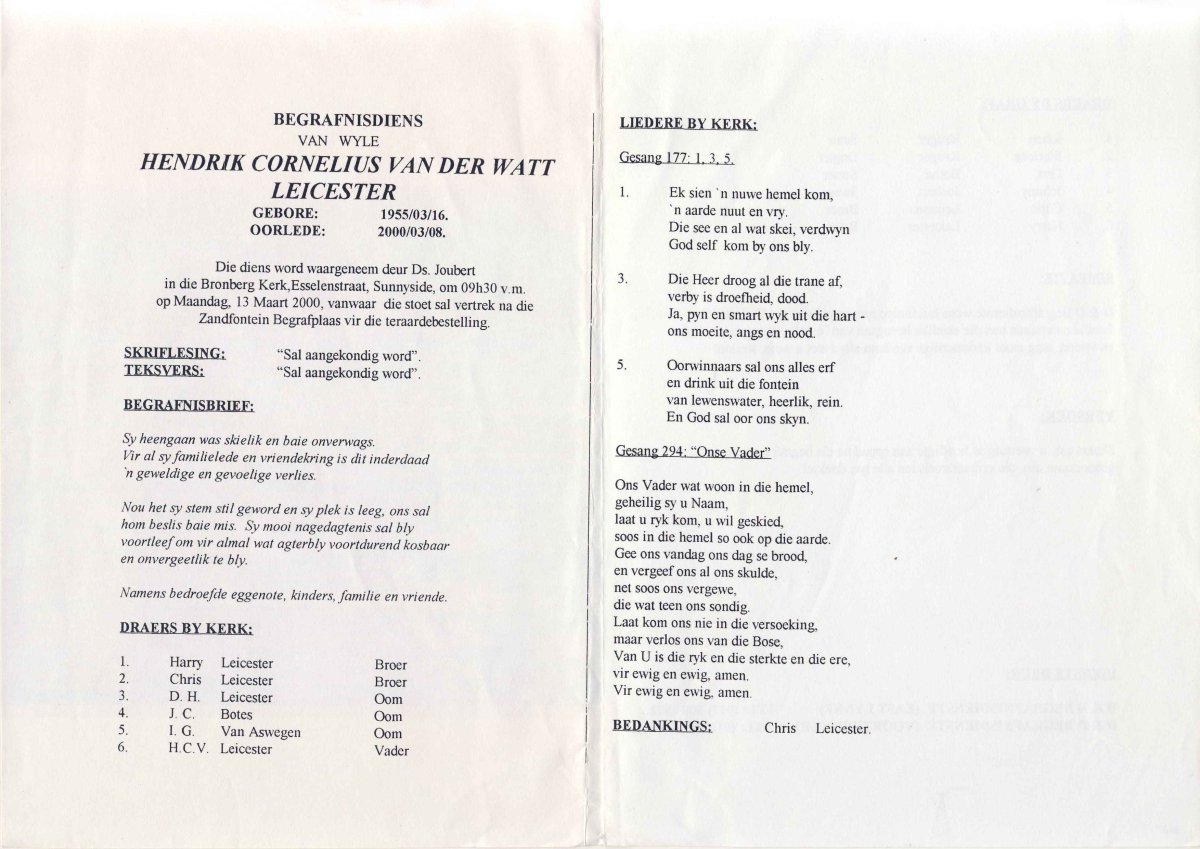 BEGRAFNISDIENS
VAN WYLE
HENDRIK CORNELIUS VAN DER WATT
LEICESTER
GEBORE: 1955/03/16.
OORLEDE: 2000/03/08.
Die diens word waargeneem deur Ds. Joubert
in die Bronberg Kerk,Esselenstraat, Sunnyside, om 09h30 v.m.
op Maandag, 13 Maart 2000, vanwaar die stoet sal vertrek na die
Zandfontein Begrafplaas vir die teraardebestelling.
SKRIFLESING: “Sal aangekondig word”.
TEKSVERS: “Sal aangekondig word”.
BEGRAFNISBRIEF:
Sy heengaan was skielik en baie onverwags.
Vir al sy familielede en vriendekring is dit inderdaad
`n geweldige en gevoelige verlies.
Nou het sy stem stil geword en sy plek is leeg, ons sal
hom beslis baie mis. Sy mooi nagedagtenis sal bly
voortleef om vir almal wat agterbly voortdurend kosbaar
en onvergeetlik te bly.
Namens bedroefde eggenote, kinders, familie en vriende.
DRAERS BY KERK:
1. Harry Leicester Broer
2. Chris Leicester Broer
3. D. H. Leicester Oom
4. J. C. Botes Oom
5. I. G. Van Aswegen Oom
6. H.C.V. Leicester Vader
LIEDERE BY KERK:
Gesang 177: 1, 3, 5.
1. Ek sien `n nuwe hemel kom,
`n aarde nuut en vry.
Die see en al wat skei, verdwyn
God self kom by ons bly.
3. Die Heer droog al die trane af,
verby is droefheid, dood.
Ja, pyn en smart wyk uit die hart -
ons moeite, angs en nood.
5. Oorwinnaars sal ons alles erf
en drink uit die fontein
van lewenswater, heerlik, rein.
En God sal oor ons skyn.
Gesang 294: “Onse Vader”
Ons Vader wat woon in die hemel,
geheilig sy u Naam,
laat u ryk kom, u wil geskied,
soos in die hemel so ook op die aarde.
Gee ons vandag ons dag se brood,
en vergeef ons al ons skulde,
net soos ons vergewe,
die wat teen ons sondig.
Laat kom ons nie in die versoeking,
maar verlos ons van die Bose,
Van U is die ryk en die sterkte en die ere,
vir ewig en ewig, amen.
Vir ewig en ewig, amen.
BEDANKINGS: Chris Leicester.